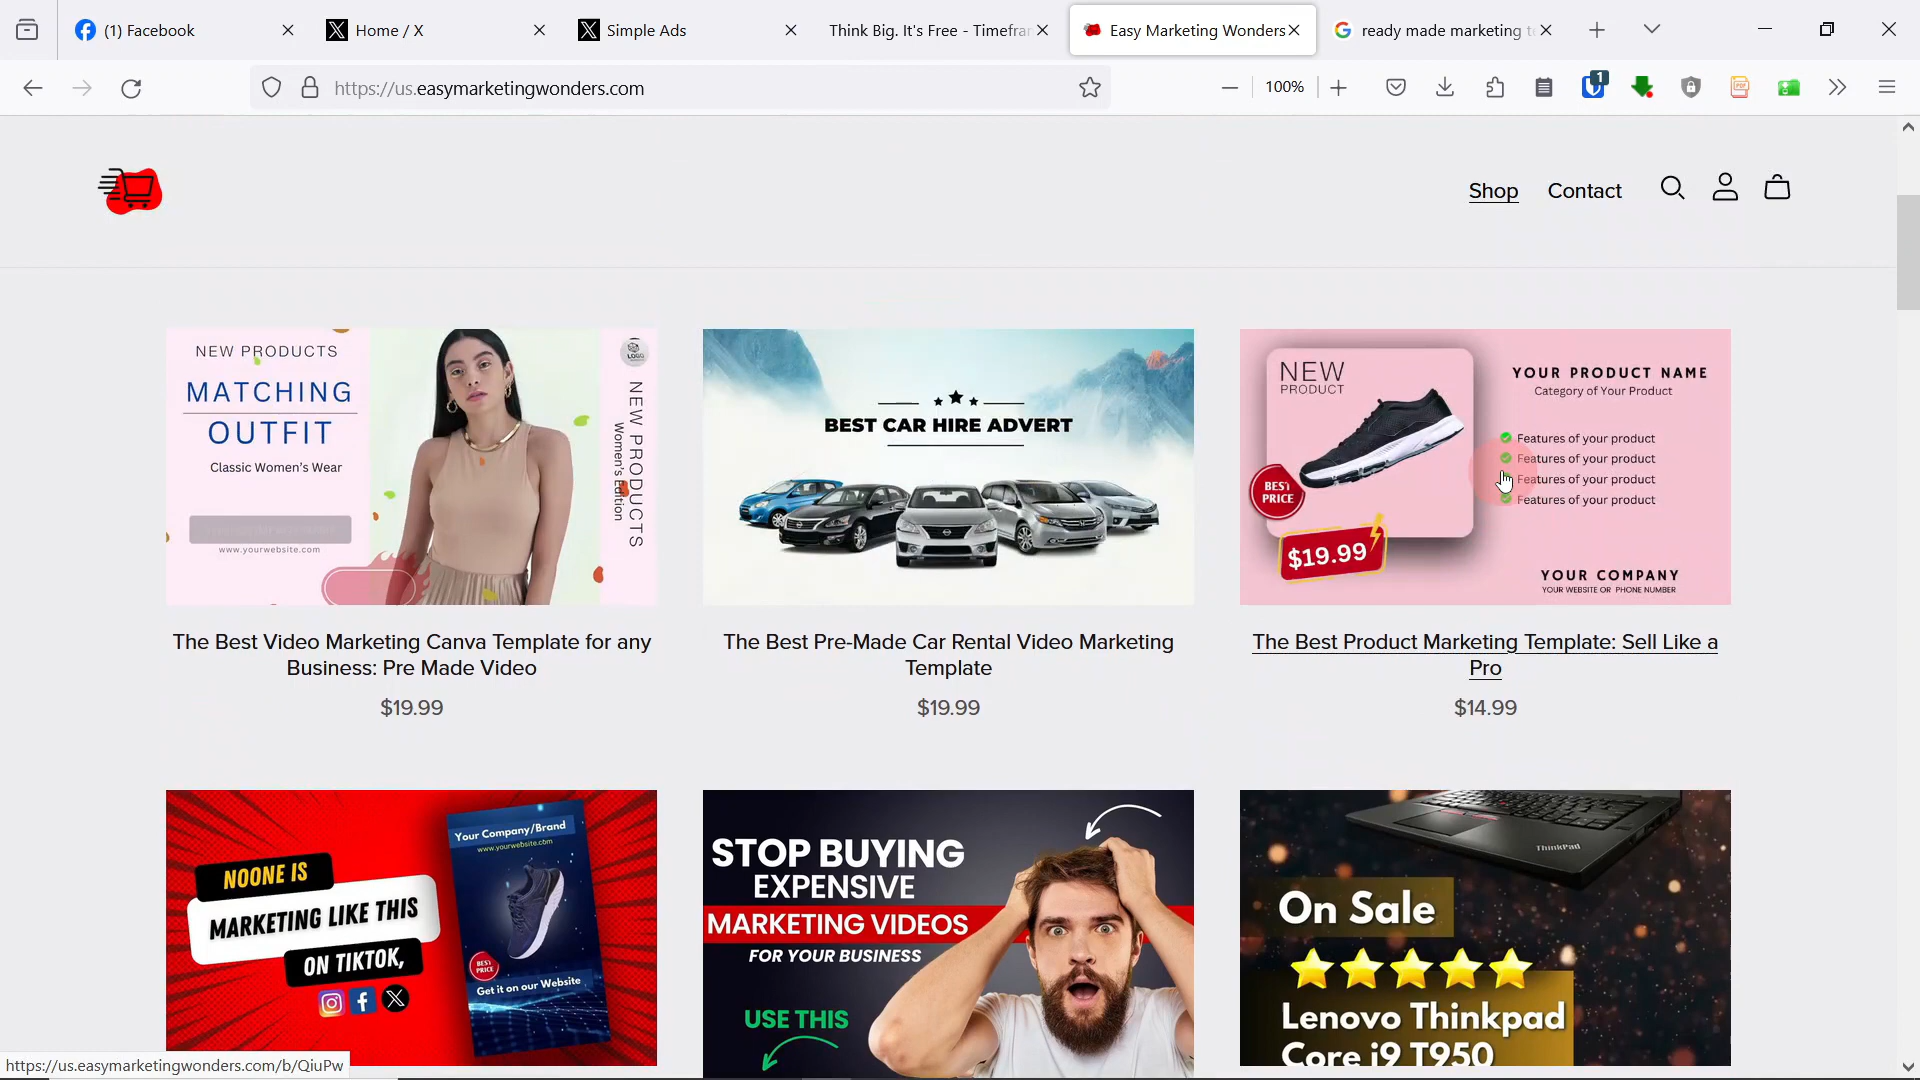 (1) Facebook
Home / X
Simple Ads
Think Big. It's Free - Timefra
Easy Marketing Wonders
ready made marketing t
https://us.easymarketingwonders.com
100%
1
Shop
Contact
NEW PRODUCTS
MATCHING
OUTFIT
Classic Women's Wear
www.yourwebsite.com
LOGO
NEW PRODUCTS
Women's Edition
BEST CAR HIRE ADVERT
NEW
PRODUCT
BEST
PRICE
$19.99
YOUR PRODUCT NAME
Category of Your Product
Features of your product
Features of your product
Features of your product
Features of your product
YOUR COMPANY
YOUR WEBSITE OR PHONE NUMBER
The Best Video Marketing Canva Template for any
Business: Pre Made Video
$19.99
The Best Pre-Made Car Rental Video Marketing
Template
$19.99
The Best Product Marketing Template: Sell Like a
Pro
$14.99
NOONE IS
MARKETING LIKE THIS
ON TIKTOK,
Your Company/Brand
www.yourwebsite.com
BEST
PRICE
Get it on our Website
STOP BUYING
EXPENSIVE
MARKETING VIDEOS
FOR YOUR BUSINESS
USE THIS
ThinkPad
On Sale
Lenovo Thinkpad
Core i9 T950
https://us.easymarketingwonders.com/b/QiuPw